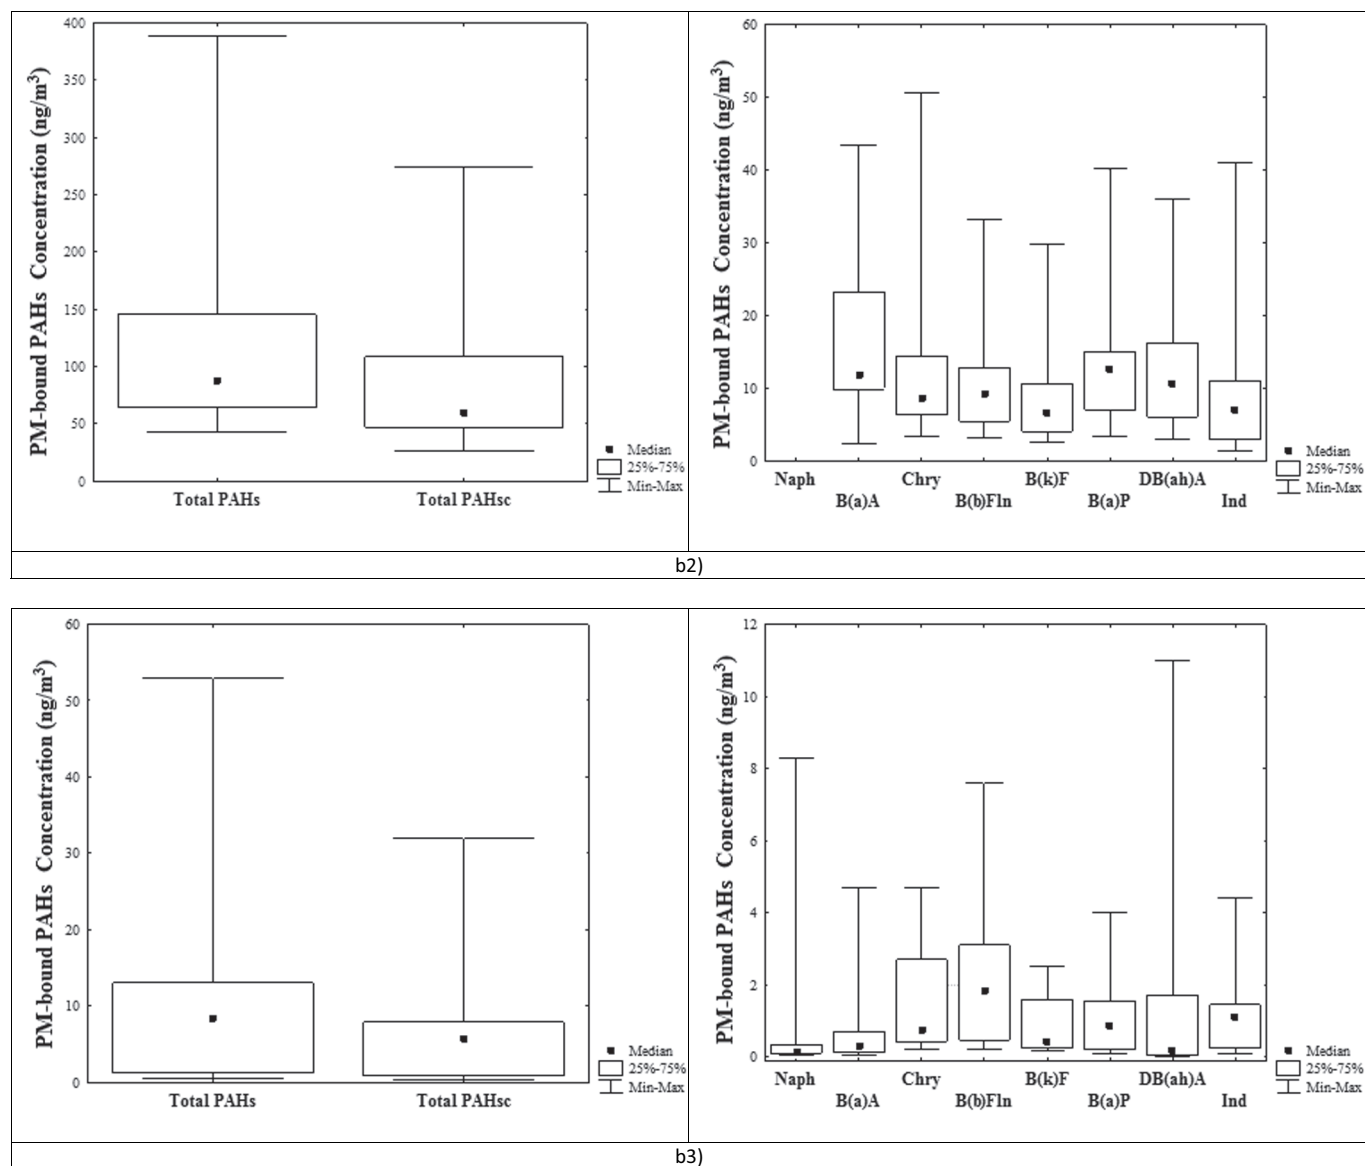 PM-bound PAHs Concentration (ng/m³)
400
350
300
250
200
150
100
50
0
Total PAHs
Total PAHsc
Median
25%-75%
Min-Max
PM-bound PAHs Concentration (ng/m³)
60
50
40
30
20
10
0
Naph
B(a)A
Chry
B(b)Fln
B(k)F
B(a)P
DB(ah)A
Ind
Median
25%-75%
Min-Max
b2)
PM-bound PAHs Concentration (ng/m³)
60
50
40
30
20
10
0
Total PAHs
Total PAHsc
Median
25%-75%
Min-Max
PM-bound PAHs Concentration (ng/m³)
12
10
8
6
4
2
0
Naph
B(a)A
Chry
B(b)Fln
B(k)F
B(a)P
DB(ah)A
Ind
Median
25%-75%
Min-Max
b3)